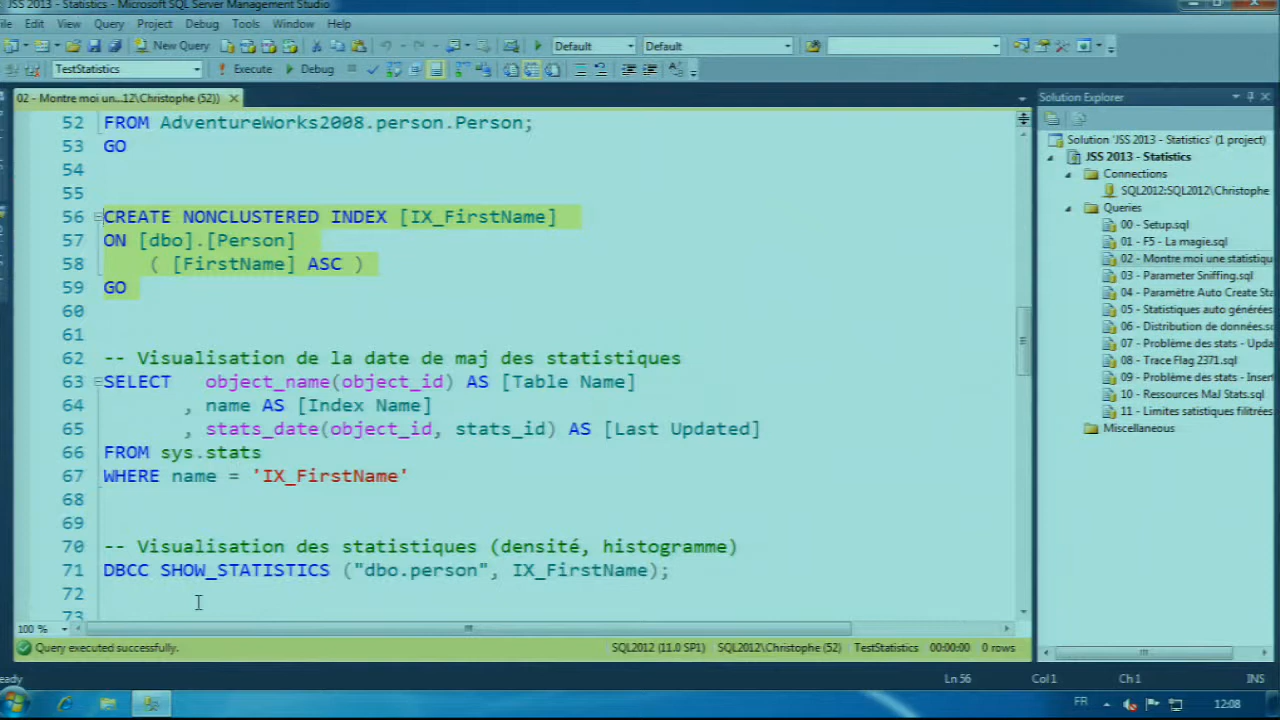 JSS 2013 - Statistics - Microsoft SQL Server Management Studio
File Edit View Query Project Debug Tools Window Help
New Query Default Default
TestStatistics Execute Debug
02 - Montre moi un...12\Christophe (52))
52 FROM AdventureWorks2008.person.Person;
53 GO
54
55
56 CREATE NONCLUSTERED INDEX [IX_FirstName]
57 ON [dbo].[Person]
58 ( [FirstName] ASC )
59 GO
60
61
62 -- Visualisation de la date de maj des statistiques
63 SELECT object_name(object_id) AS [Table Name]
64 , name AS [Index Name]
65 , stats_date(object_id, stats_id) AS [Last Updated]
66 FROM sys.stats
67 WHERE name = 'IX_FirstName'
68
69
70 -- Visualisation des statistiques (densité, histogramme)
71 DBCC SHOW_STATISTICS ("dbo.person", IX_FirstName);
72
73
100 %
Query executed successfully. SQL2012 (11.0 SP1) SQL2012\Christophe (52) TestStatistics 00:00:00 0 rows
Solution Explorer
Solution 'JSS 2013 - Statistics' (1 project)
JSS 2013 - Statistics
Connections
SQL2012:SQL2012\Christophe
Queries
00 - Setup.sql
01 - F5 - La magie.sql
02 - Montre moi une statistiqu
03 - Parameter Sniffing.sql
04 - Paramètre Auto Create Sta
05 - Statistiques auto générées
06 - Distribution de données.s
07 - Problème des stats - Upda
08 - Trace Flag 2371.sql
09 - Problème des stats - Inser
10 - Ressources MaJ Stats.sql
11 - Limites satistiques filtrées
Miscellaneous
eady Ln 56 Col 1 Ch 1 INS
FR 12:08